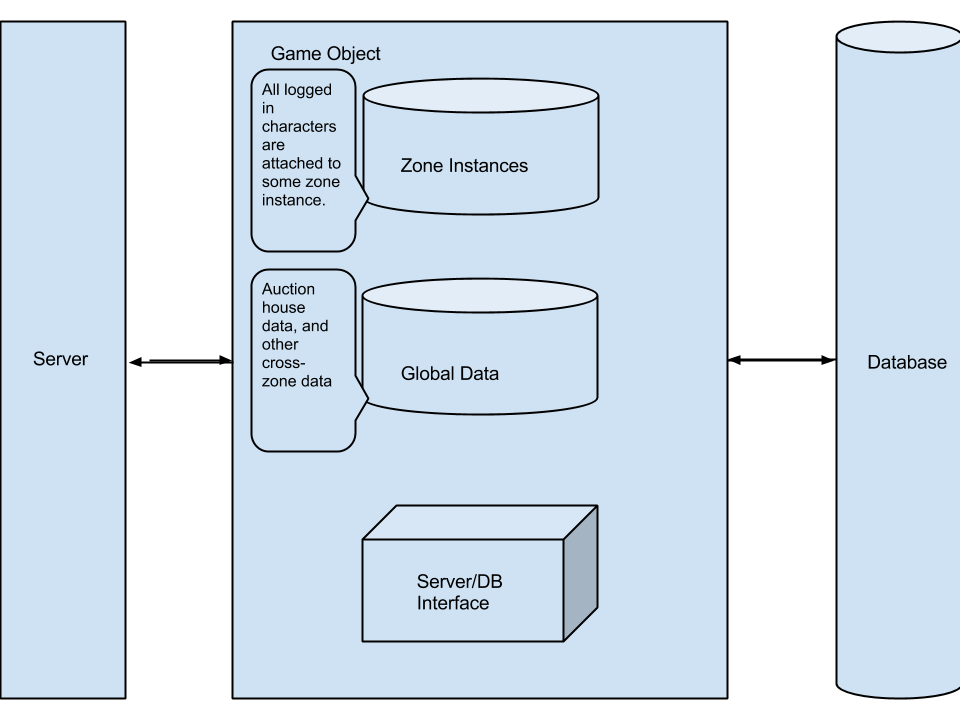 Game Object
All logged
in
characters
are
attached to
some zone
instance.
Zone Instances
Auction
house
data, and
other
cross-
zone data
Global Data
Server
Database
Server/DB
Interface